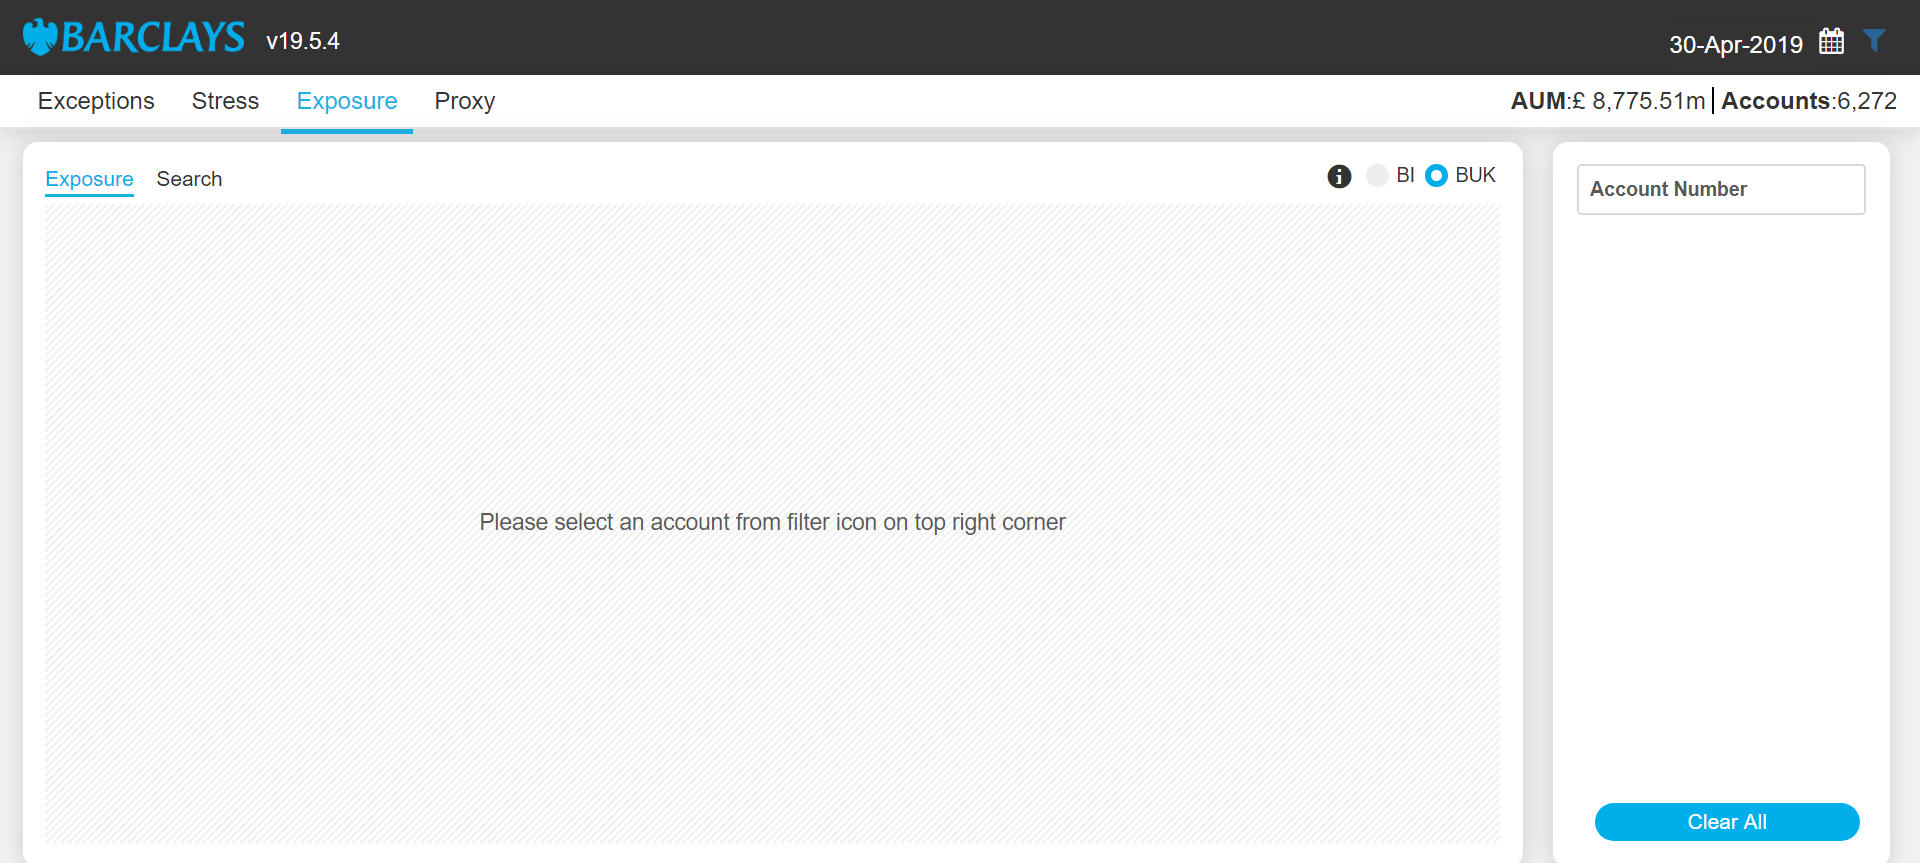 BARCLAYS v19.5.4 30-Apr-2019
Exceptions Stress Exposure Proxy AUM:£ 8,775.51m Accounts:6,272
Exposure Search BI BUK
Account Number
Please select an account from filter icon on top right corner
Clear All